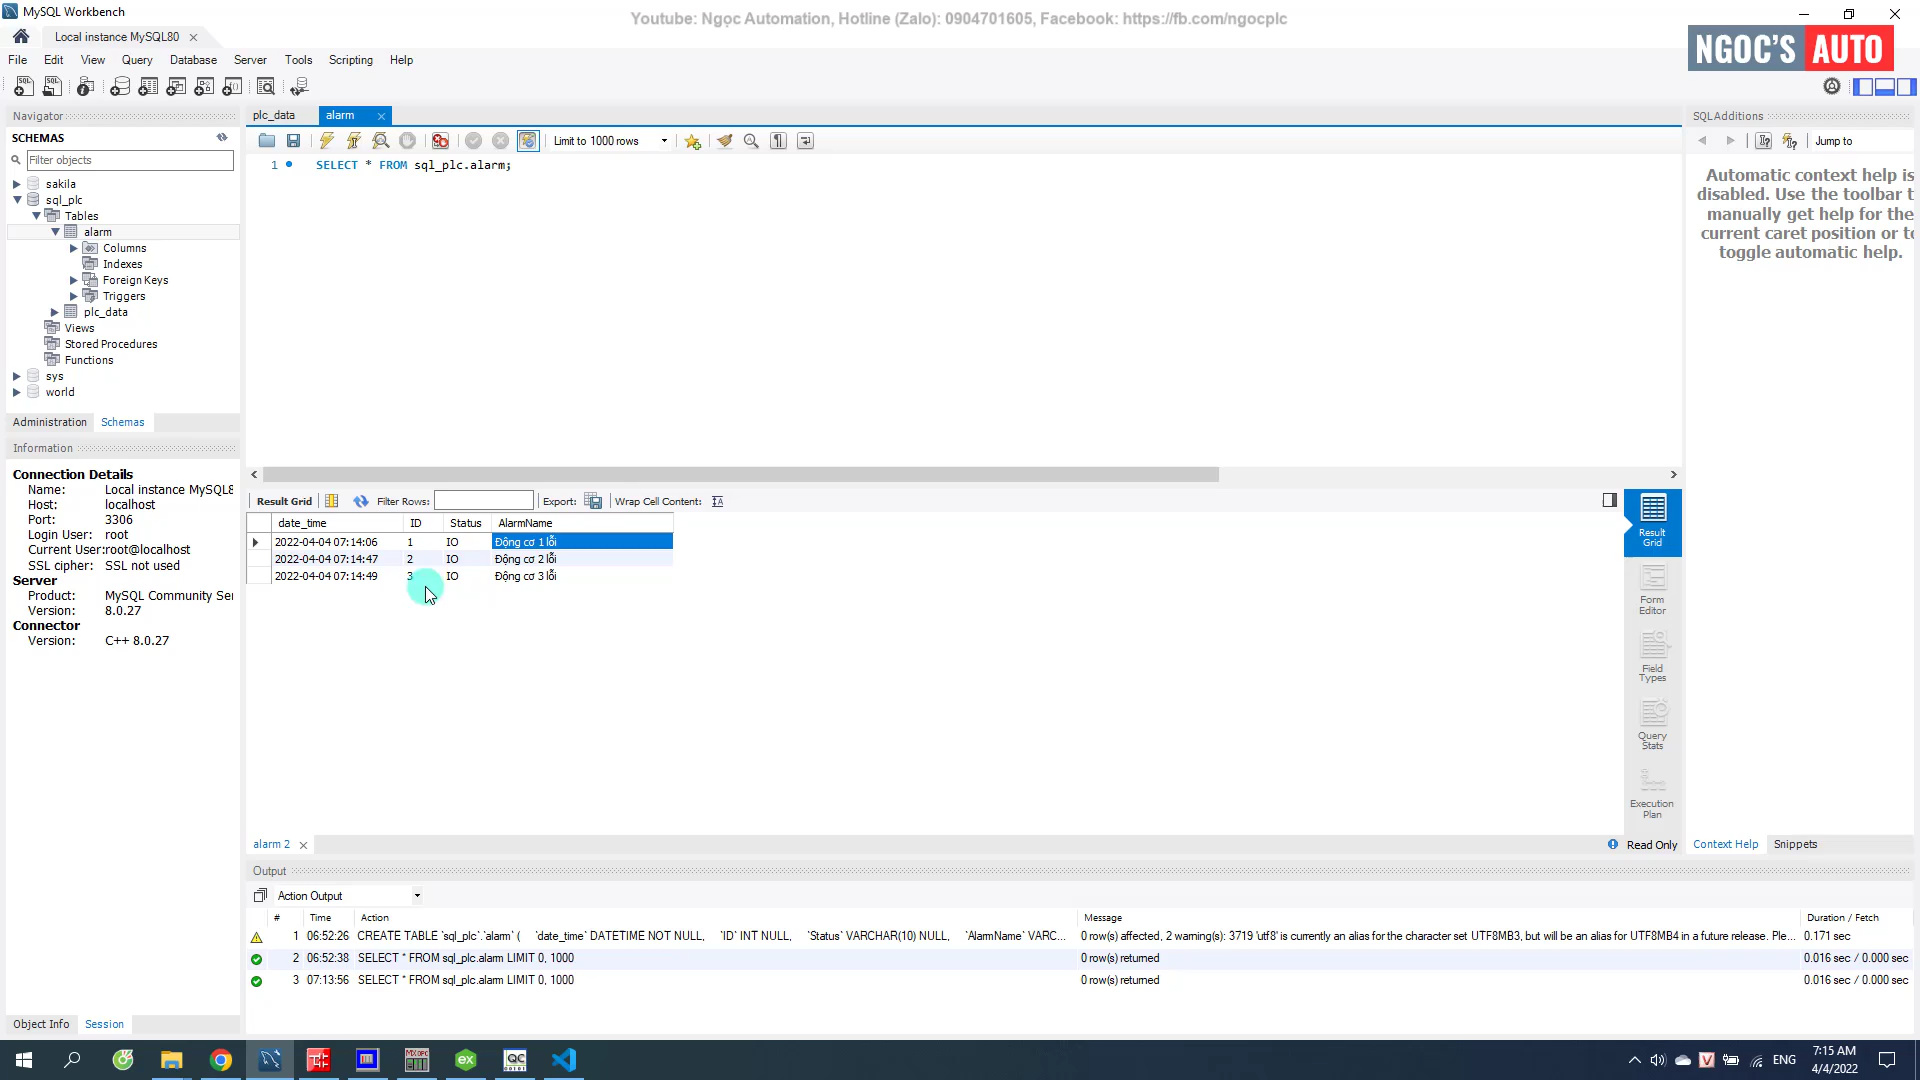 MySQL Workbench
Youtube: Ngọc Automation, Hotline (Zalo): 0904701605, Facebook: https://fb.com/ngocplc
NGOC'S AUTO
Local instance MySQL80
File Edit View Query Database Server Tools Scripting Help
Navigator
SCHEMAS
Filter objects
sakila
sql_plc
Tables
alarm
Columns
Indexes
Foreign Keys
Triggers
plc_data
Views
Stored Procedures
Functions
sys
world
Administration Schemas
Information
Connection Details
Name: Local instance MySQL8
Host: localhost
Port: 3306
Login User: root
Current User:root@localhost
SSL cipher: SSL not used
Server
Product: MySQL Community Ser
Version: 8.0.27
Connector
Version: C++ 8.0.27
Object Info Session
plc_data alarm
Limit to 1000 rows
1 SELECT * FROM sql_plc.alarm;
Result Grid Filter Rows: Export: Wrap Cell Content:
date_time ID Status AlarmName
2022-04-04 07:14:06 1 IO Động cơ 1 lỗi
2022-04-04 07:14:47 2 IO Động cơ 2 lỗi
2022-04-04 07:14:49 3 IO Động cơ 3 lỗi
Result
Grid
Form
Editor
Field
Types
Query
Stats
Execution
Plan
alarm 2
Read Only
SQLAdditions
Jump to
Automatic context help is
disabled. Use the toolbar t
manually get help for the
current caret position or to
toggle automatic help.
Context Help Snippets
Output
Action Output
# Time Action Message Duration / Fetch
1 06:52:26 CREATE TABLE `sql_plc`.`alarm` ( `date_time` DATETIME NOT NULL, `ID` INT NULL, `Status` VARCHAR(10) NULL, `AlarmName` VARC... 0 row(s) affected, 2 warning(s): 3719 'utf8' is currently an alias for the character set UTF8MB3, but will be an alias for UTF8MB4 in a future release. Ple... 0.171 sec
2 06:52:38 SELECT * FROM sql_plc.alarm LIMIT 0, 1000 0 row(s) returned 0.016 sec / 0.000 sec
3 07:13:56 SELECT * FROM sql_plc.alarm LIMIT 0, 1000 0 row(s) returned 0.016 sec / 0.000 sec
MX OPC
ex
QC
V
ENG
7:15 AM
4/4/2022